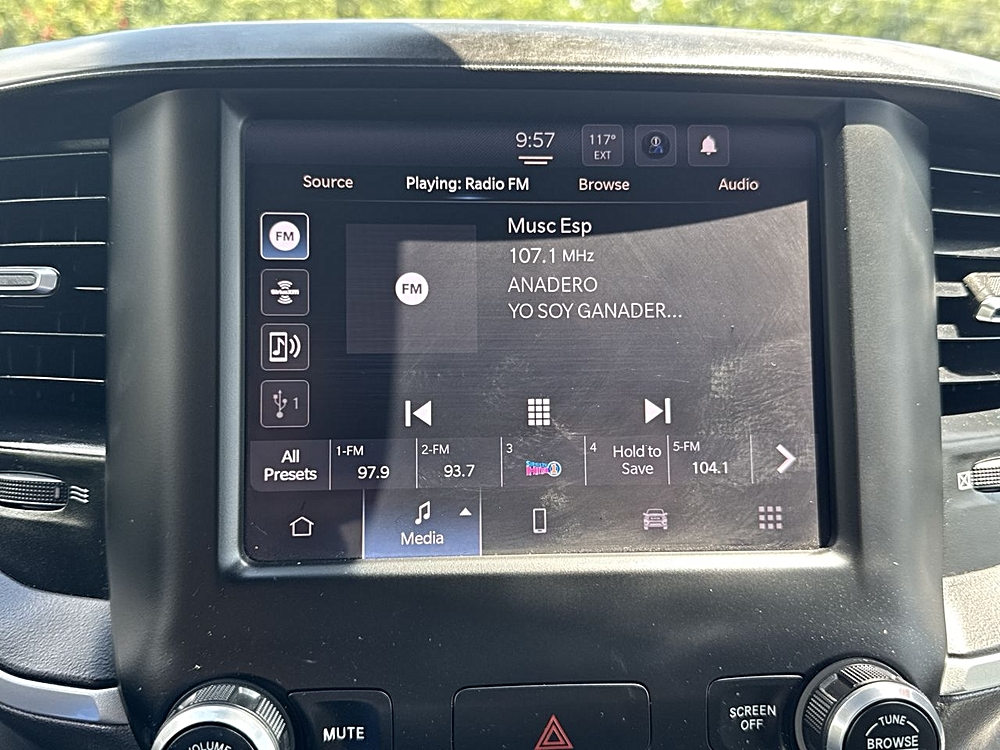 9:57
117°
EXT
Source
Playing: Radio FM
Browse
Audio
FM
Musc Esp
107.1 MHz
FM
ANADERO
YO SOY GANADER...
1
All
Presets
1-FM
97.9
2-FM
93.7
3
4
Hold to
Save
5-FM
104.1
Media
VOLUME
MUTE
SCREEN
OFF
TUNE
BROWSE